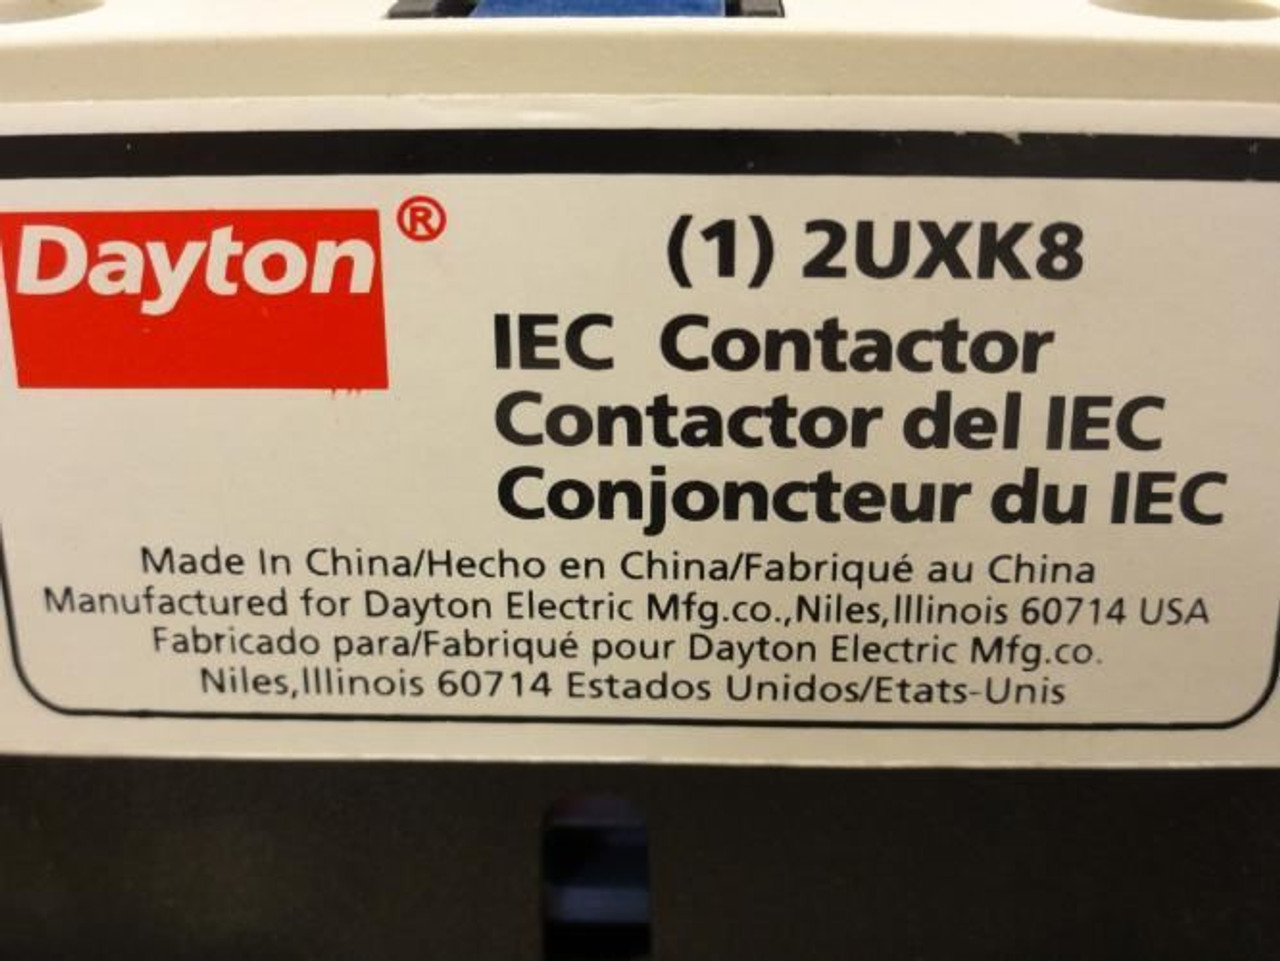 Dayton®
(1) 2UXK8
IEC Contactor
Contactor del IEC
Conjoncteur du IEC
Made In China/Hecho en China/Fabriqué au China
Manufactured for Dayton Electric Mfg.co.,Niles,Illinois 60714 USA
Fabricado para/Fabriqué pour Dayton Electric Mfg.co.
Niles,Illinois 60714 Estados Unidos/Etats-Unis